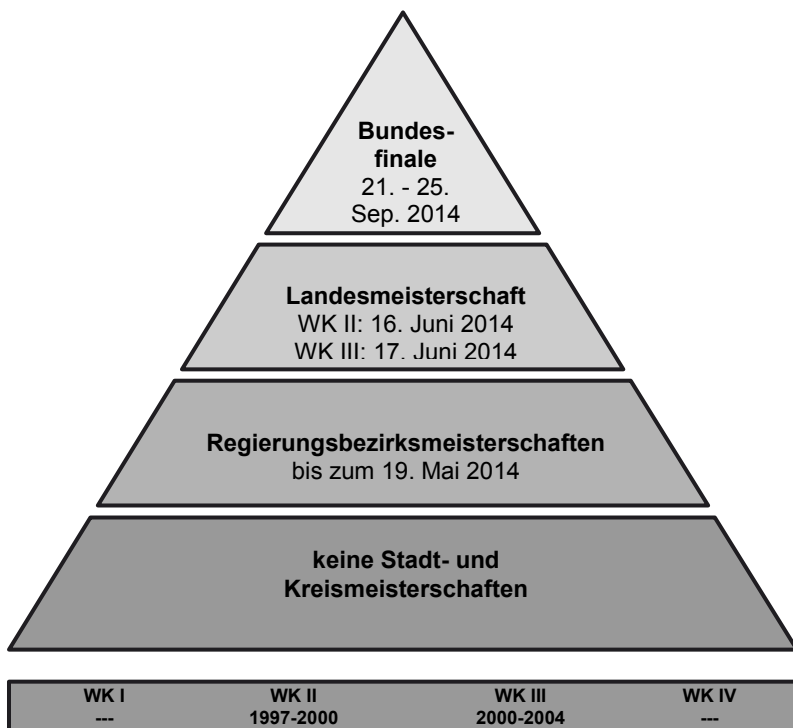 Bundes-
finale
21. - 25.
Sep. 2014
Landesmeisterschaft
WK II: 16. Juni 2014
WK III: 17. Juni 2014
Regierungsbezirksmeisterschaften
bis zum 19. Mai 2014
keine Stadt- und
Kreismeisterschaften
WK I WK II WK III WK IV
--- 1997-2000 2000-2004 ---